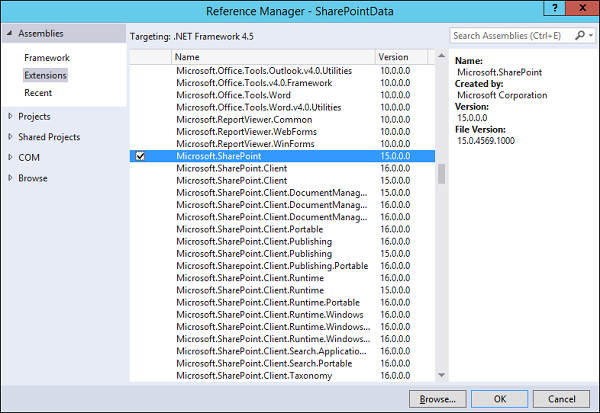 Reference Manager - SharePointData
? X
Assemblies
Framework
Extensions
Recent
Projects
Shared Projects
COM
Browse
Targeting: .NET Framework 4.5
Search Assemblies (Ctrl+E)
Name Version
Microsoft.Office.Tools.Outlook.v4.0.Utilities 10.0.0.0
Microsoft.Office.Tools.v4.0.Framework 10.0.0.0
Microsoft.Office.Tools.Word 10.0.0.0
Microsoft.Office.Tools.Word.v4.0.Utilities 10.0.0.0
Microsoft.ReportViewer.Common 10.0.0.0
Microsoft.ReportViewer.WebForms 10.0.0.0
Microsoft.ReportViewer.WinForms 10.0.0.0
Microsoft.SharePoint 15.0.0.0
Microsoft.SharePoint.Client 16.0.0.0
Microsoft.SharePoint.Client 15.0.0.0
Microsoft.SharePoint.Client.DocumentManag... 15.0.0.0
Microsoft.SharePoint.Client.DocumentManag... 16.0.0.0
Microsoft.SharePoint.Client.DocumentManag... 16.0.0.0
Microsoft.SharePoint.Client.Portable 16.0.0.0
Microsoft.SharePoint.Client.Publishing 16.0.0.0
Microsoft.SharePoint.Client.Publishing 15.0.0.0
Microsoft.SharePoint.Client.Publishing.Portable 16.0.0.0
Microsoft.SharePoint.Client.Runtime 16.0.0.0
Microsoft.SharePoint.Client.Runtime 15.0.0.0
Microsoft.SharePoint.Client.Runtime.Portable 16.0.0.0
Microsoft.SharePoint.Client.Runtime.Windows 16.0.0.0
Microsoft.SharePoint.Client.Runtime.Window... 16.0.0.0
Microsoft.SharePoint.Client.Runtime.Window... 16.0.0.0
Microsoft.SharePoint.Client.Search.Applicatio... 16.0.0.0
Microsoft.SharePoint.Client.Search.Portable 16.0.0.0
Microsoft.SharePoint.Client.Taxonomy 16.0.0.0
Name:
Microsoft.SharePoint
Created by:
Microsoft Corporation
Version:
15.0.0.0
File Version:
15.0.4569.1000
Browse... OK Cancel